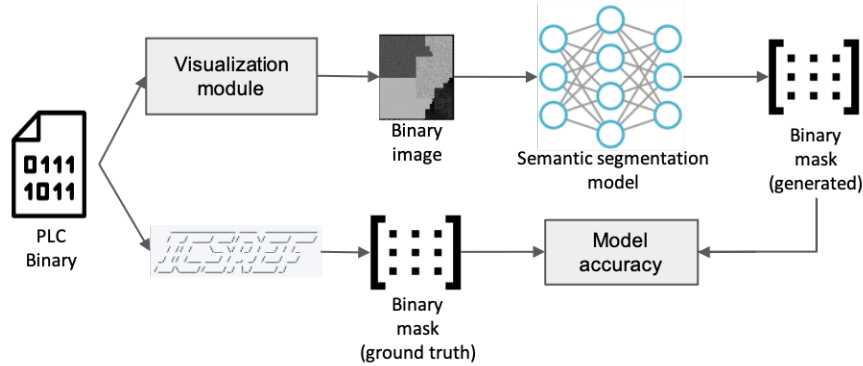 Visualization
module
Binary
image
Semantic segmentation
model
Binary
mask
(generated)
0111
1011
PLC
Binary
ICSREF
Binary
mask
(ground truth)
Model
accuracy